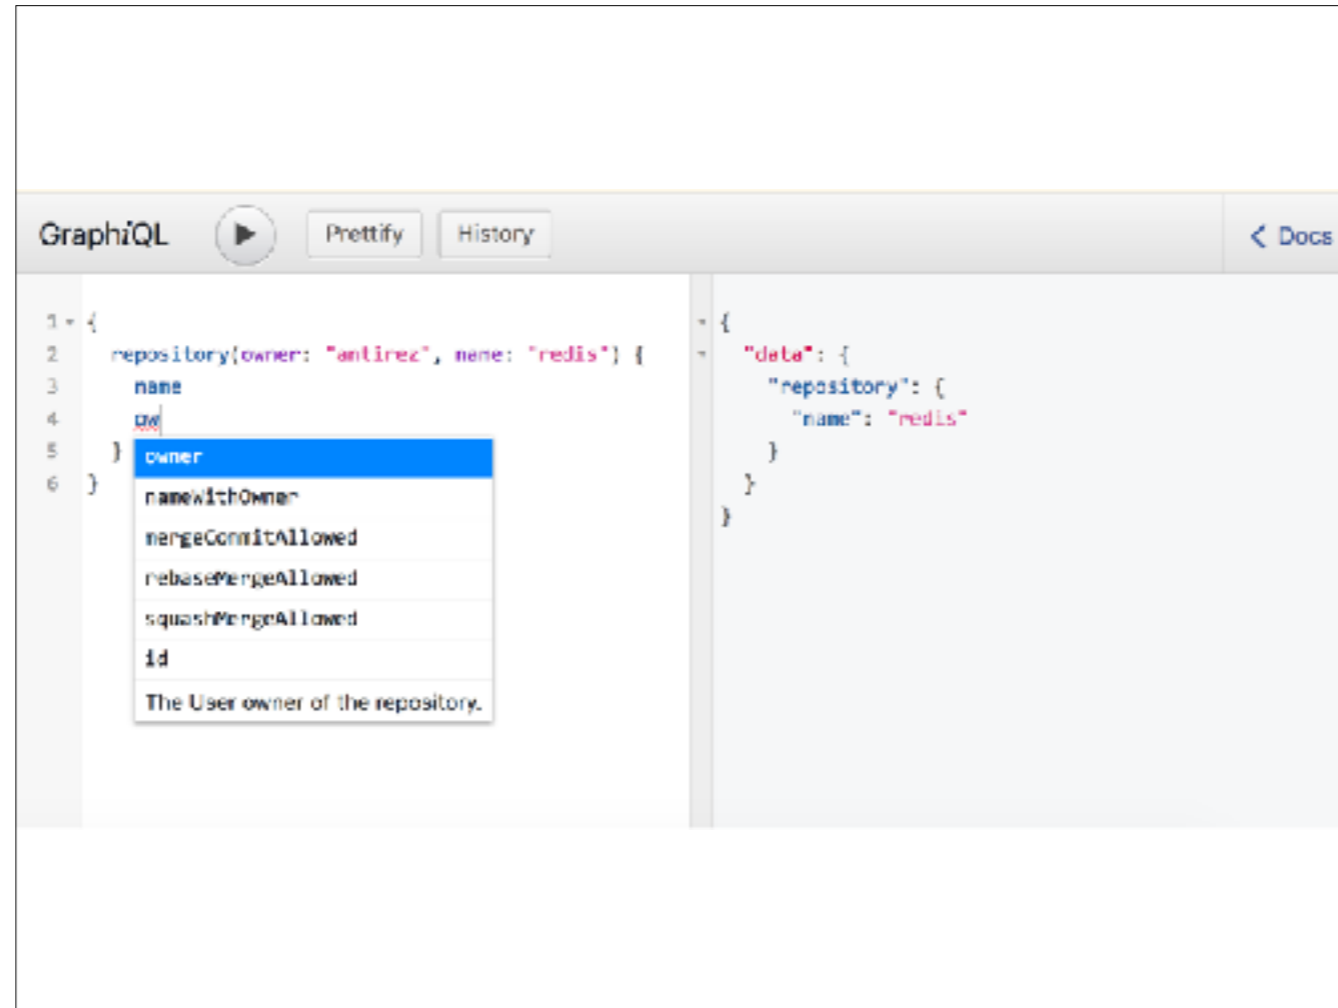 GraphiQL
Prettify
History
< Docs
1 {
2 repository(owner: "antirez", name: "redis") {
3 name
4 ow
5 }
6 }
owner
nameWithOwner
mergeCommitAllowed
rebaseMergeAllowed
squashMergeAllowed
id
The User owner of the repository.
{
"data": {
"repository": {
"name": "redis"
}
}
}